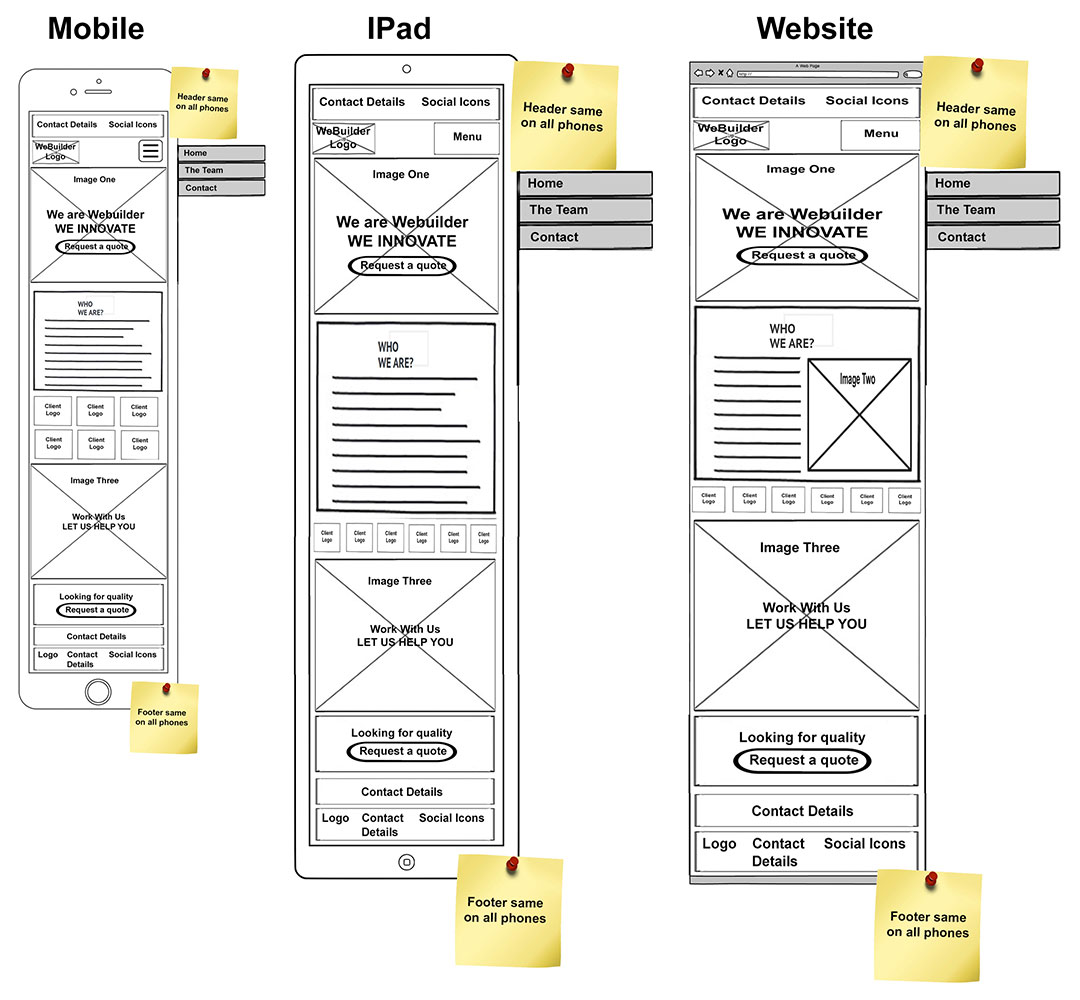 Mobile
Header same
on all phones
Contact Details Social Icons
WeBuilder
Logo
Home
The Team
Contact
Image One
We are Webuilder
WE INNOVATE
Request a quote
WHO
WE ARE?
Client
Logo
Client
Logo
Client
Logo
Client
Logo
Client
Logo
Client
Logo
Image Three
Work With Us
LET US HELP YOU
Looking for quality
Request a quote
Contact Details
Logo Contact Social Icons
Details
Footer same
on all phones
IPad
Header same
on all phones
Contact Details Social Icons
WeBuilder
Logo
Menu
Home
The Team
Contact
Image One
We are Webuilder
WE INNOVATE
Request a quote
WHO
WE ARE?
Client
Logo
Client
Logo
Client
Logo
Client
Logo
Client
Logo
Client
Logo
Image Three
Work With Us
LET US HELP YOU
Looking for quality
Request a quote
Contact Details
Logo Contact Social Icons
Details
Footer same
on all phones
Website
A Web Page
http://
Header same
on all phones
Contact Details Social Icons
WeBuilder
Logo
Menu
Home
The Team
Contact
Image One
We are Webuilder
WE INNOVATE
Request a quote
WHO
WE ARE?
Image Two
Client
Logo
Client
Logo
Client
Logo
Client
Logo
Client
Logo
Client
Logo
Image Three
Work With Us
LET US HELP YOU
Looking for quality
Request a quote
Contact Details
Logo Contact Social Icons
Details
Footer same
on all phones